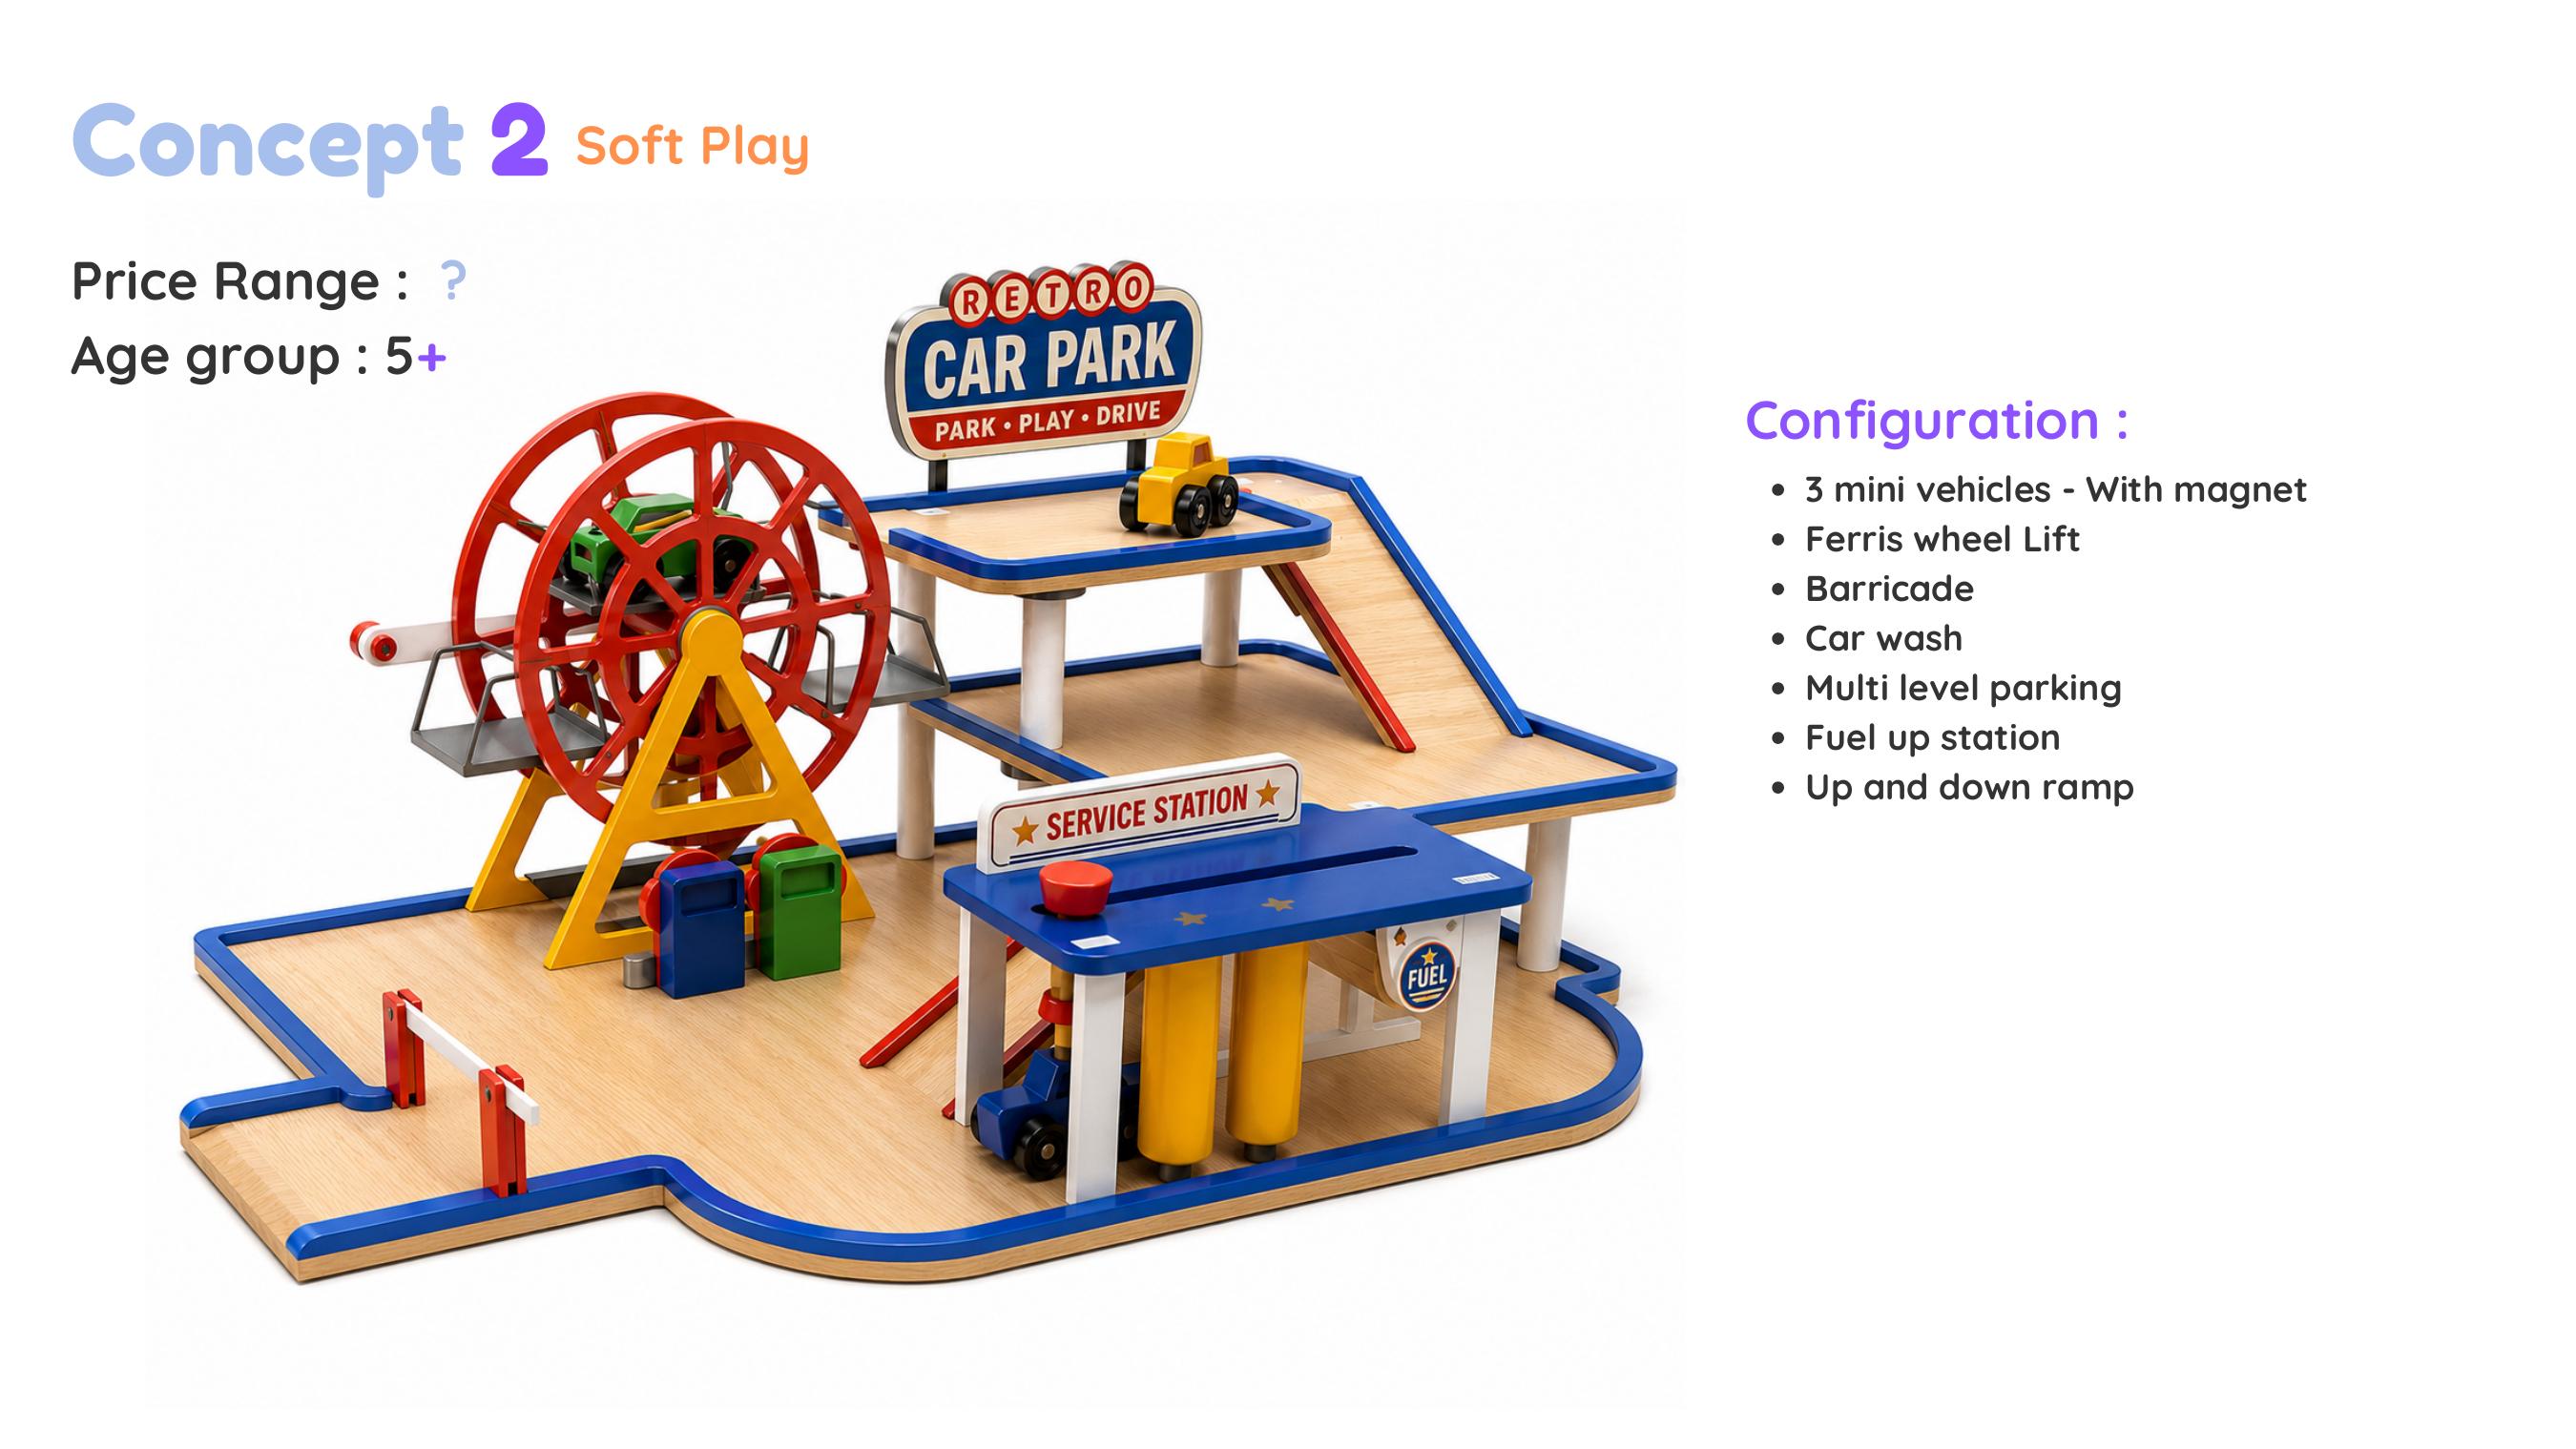 Concept 2 Soft Play
Price Range : ?
Age group : 5+
RETRO
CAR PARK
PARK • PLAY • DRIVE
SERVICE STATION
FUEL
Configuration :
• 3 mini vehicles - With magnet
• Ferris wheel Lift
• Barricade
• Car wash
• Multi level parking
• Fuel up station
• Up and down ramp